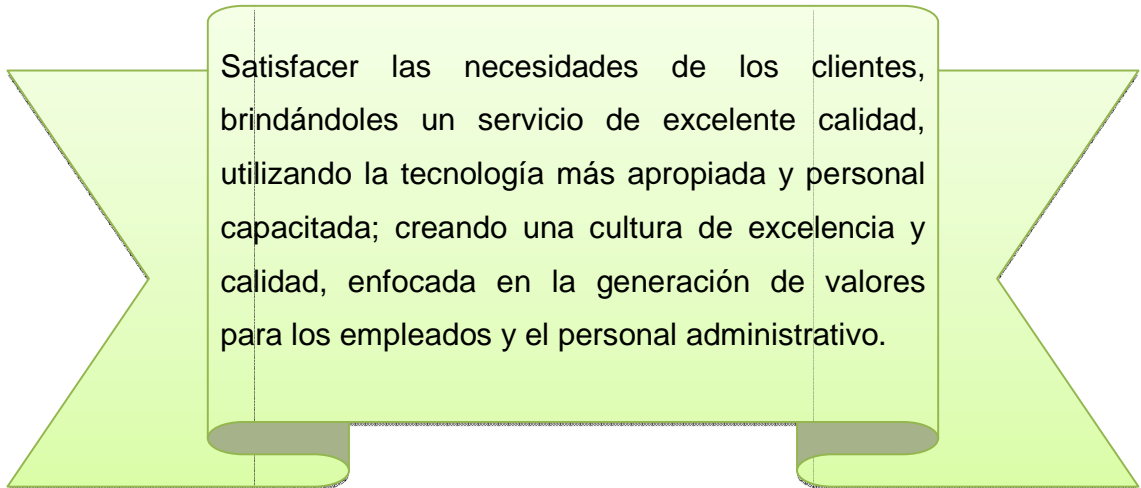 Satisfacer las necesidades de los clientes,
brindándoles un servicio de excelente calidad,
utilizando la tecnología más apropiada y personal
capacitada; creando una cultura de excelencia y
calidad, enfocada en la generación de valores
para los empleados y el personal administrativo.